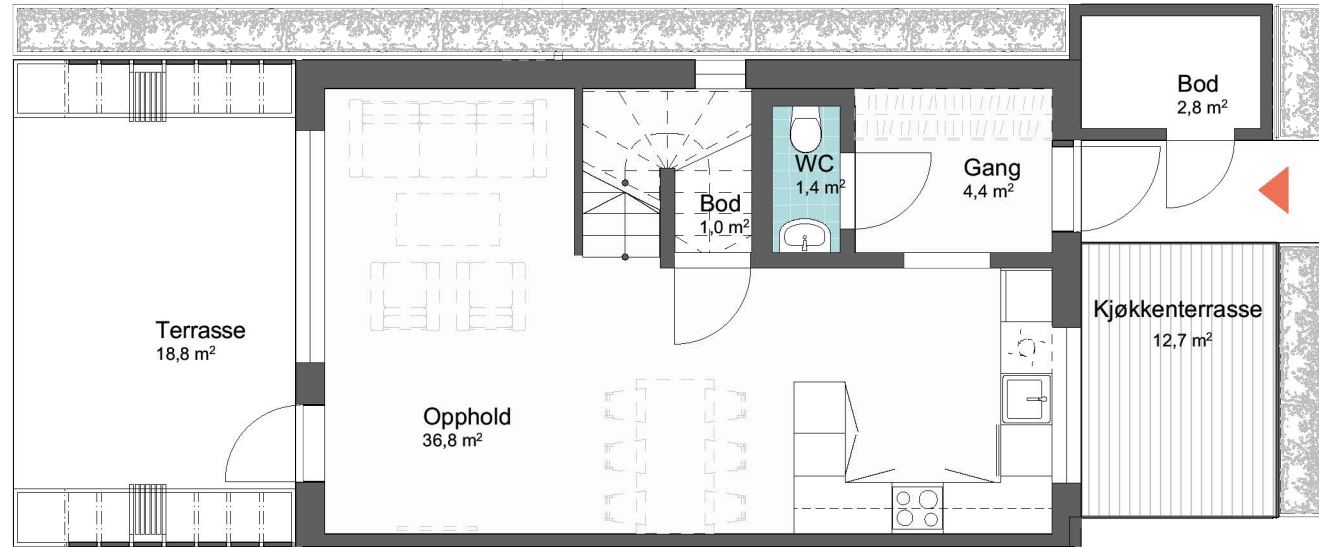 Bod
2,8 m²
WC
1,4 m²
Gang
4,4 m²
Bod
1,0 m²
Terrasse
18,8 m²
Kjøkkenterrasse
12,7 m²
Opphold
36,8 m²